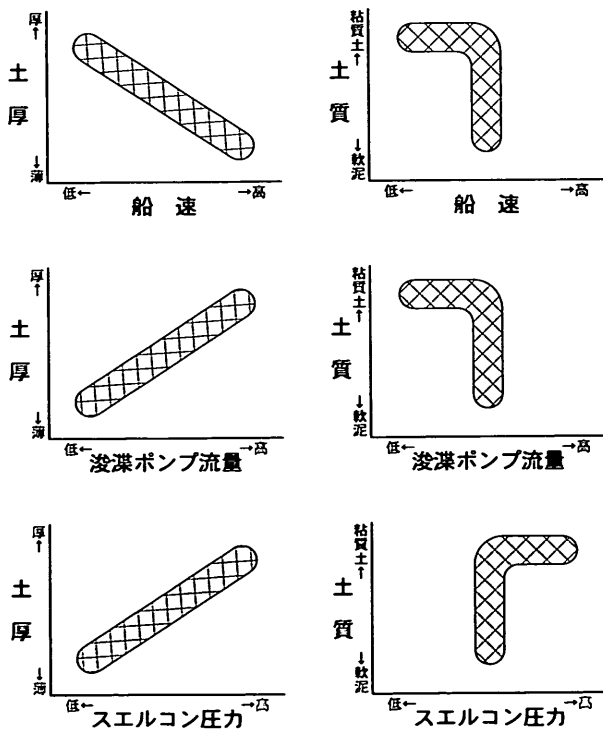 厚→
土厚
←薄
低← →高
船速
粘質土→
土質
←軟泥
低← →高
船速
厚→
土厚
←薄
低← →高
浚渫ポンプ流量
粘質土→
土質
←軟泥
低← →高
浚渫ポンプ流量
厚→
土厚
←薄
低← →高
スエルコン圧力
粘質土→
土質
←軟泥
低← →高
スエルコン圧力